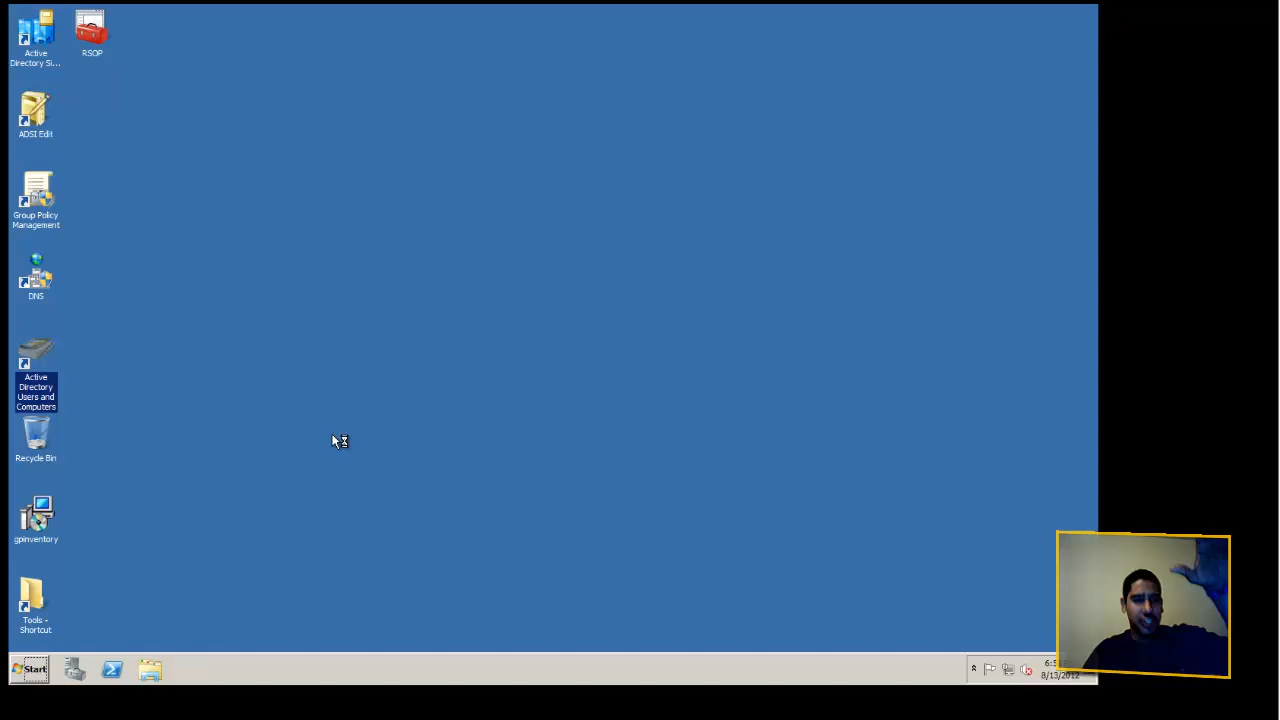 Active
Directory Si...
RSOP
ADSI Edit
Group Policy
Management
DNS
Active
Directory
Users and
Computers
Recycle Bin
gpinventory
Tools -
Shortcut
Start
8/13/2012